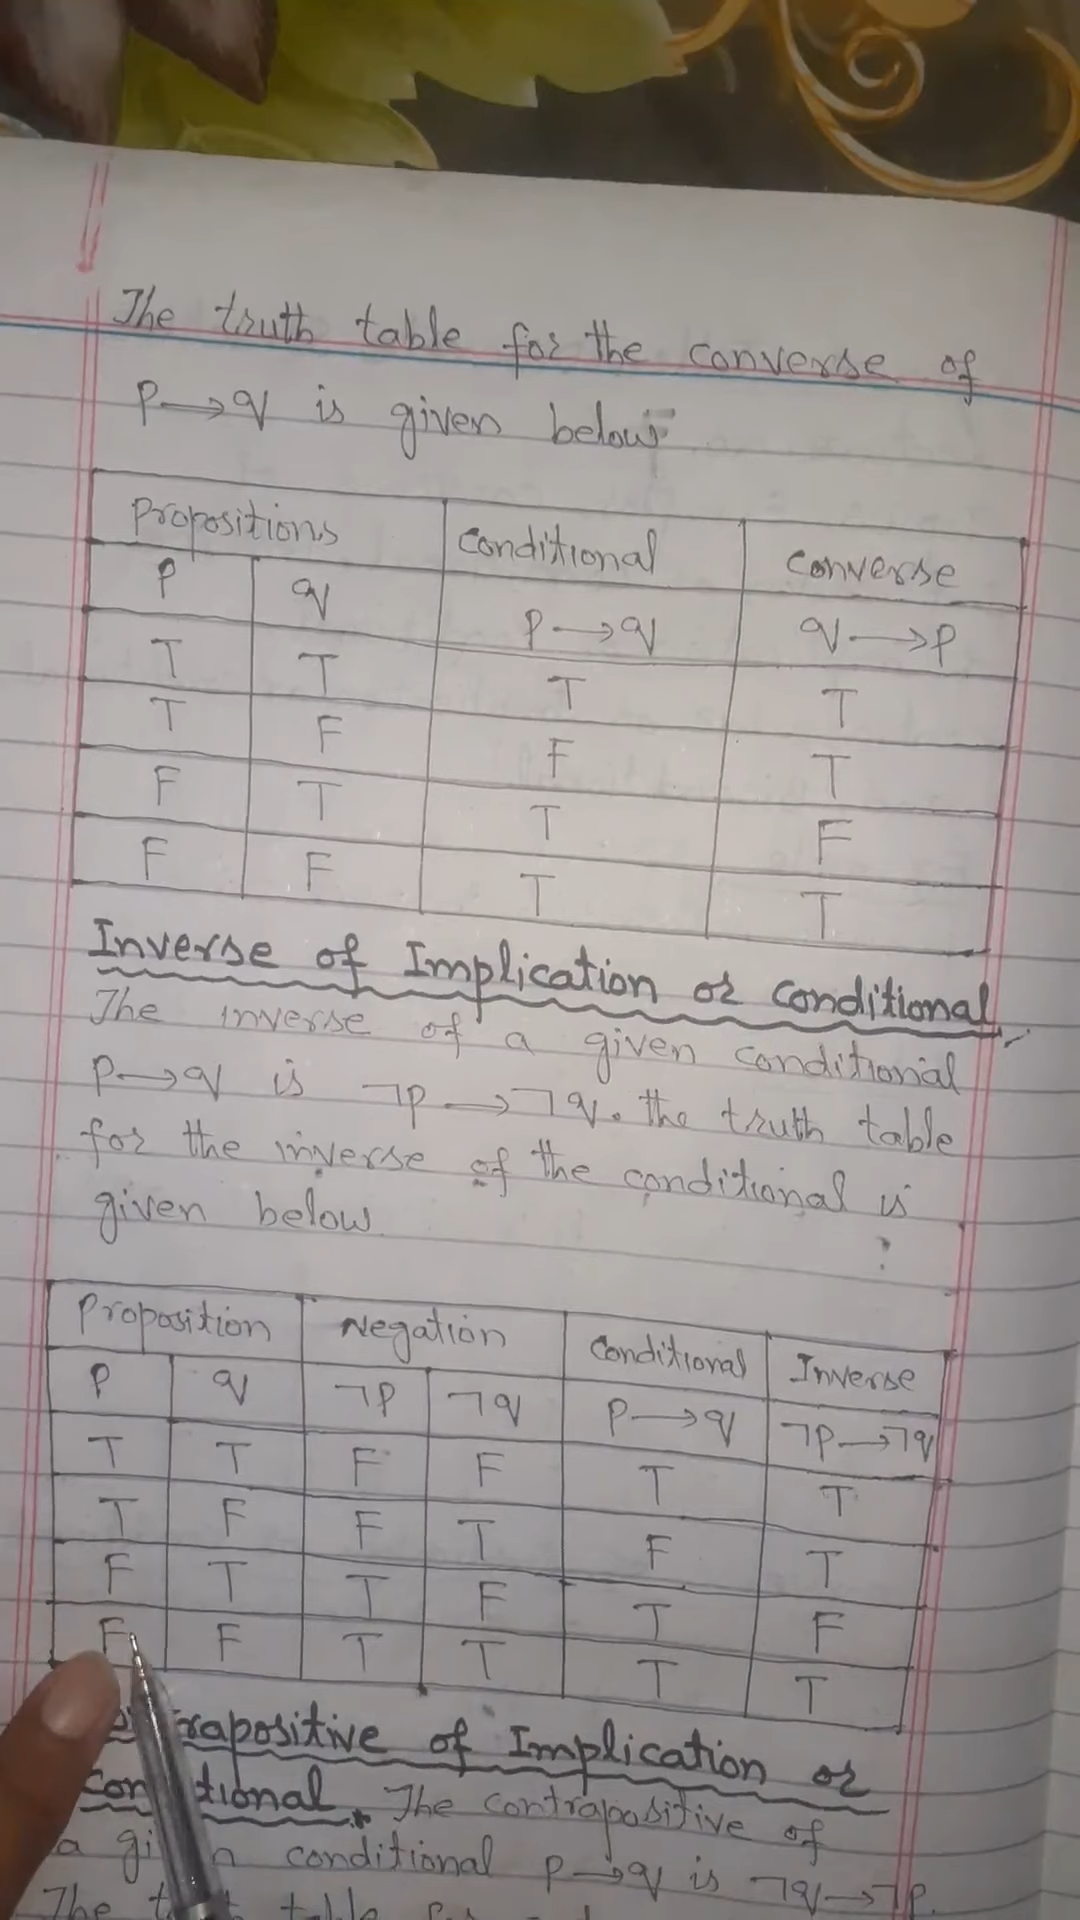 The truth table for the converse of
P→q is given below
Propositions Conditional Converse
P q P→q q→P
T T T T
T F F T
F T T F
F F T T
Inverse of Implication or Conditional
The inverse of a given conditional
P→q is ¬P→¬q. The truth table
for the inverse of the conditional is
given below
Proposition Negation Conditional Inverse
P q ¬P ¬q P→q ¬P→¬q
T T F F T T
T F F T F T
F T T F T F
F F T T T T
of Implication or
The contrapositive of
a conditional P→q is ¬q→¬P.
The